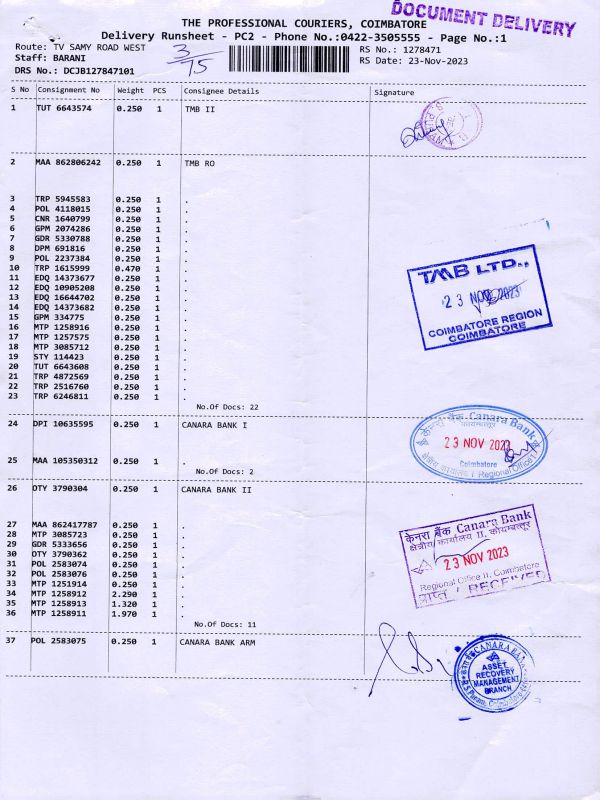 DOCUMENT DELIVERY
THE PROFESSIONAL COURIERS, COIMBATORE
Delivery Runsheet - PC2 - Phone No.:0422-3505555 - Page No.:1
Route: TV SAMY ROAD WEST
Staff: BARANI
DRS No.: DCJB127847101
3/15
RS No.: 1278471
RS Date: 23-Nov-2023
S No Consignment No Weight PCS Consignee Details Signature
1 TUT 6643574 0.250 1 TMB II
2 MAA 862806242 0.250 1 TMB RO
3 TRP 5945583 0.250 1 .
4 POL 4118015 0.250 1 .
5 CNR 1640799 0.250 1 .
6 GPM 2074286 0.250 1 .
7 GDR 5330788 0.250 1 .
8 DPM 691816 0.250 1 .
9 POL 2237384 0.250 1 .
10 TRP 1615999 0.470 1 .
11 EDQ 14373677 0.250 1 .
12 EDQ 10905208 0.250 1 .
13 EDQ 16644702 0.250 1 .
14 EDQ 14373682 0.250 1 .
15 GPM 334775 0.250 1 .
16 MTP 1258916 0.250 1 .
17 MTP 1257575 0.250 1 .
18 MTP 3085712 0.250 1 .
19 STY 114423 0.250 1 .
20 TUT 6643608 0.250 1 .
21 TRP 4872569 0.250 1 .
22 TRP 2516760 0.250 1 .
23 TRP 6246811 0.250 1 .
No.Of Docs: 22
TMB LTD.,
23 NOV 2023
COIMBATORE REGION
COIMBATORE
24 DPI 10635595 0.250 1 CANARA BANK I
25 MAA 105350312 0.250 1 .
No.Of Docs: 2
केनरा बैंक Canara Bank
कोयम्बत्तूर
23 NOV 2023
Coimbatore
क्षेत्रीय कार्यालय I Regional Office I
26 OTY 3790304 0.250 1 CANARA BANK II
27 MAA 862417787 0.250 1 .
28 MTP 3085723 0.250 1 .
29 GDR 5333656 0.250 1 .
30 OTY 3790362 0.250 1 .
31 POL 2583074 0.250 1 .
32 POL 2583076 0.250 1 .
33 MTP 1251914 0.250 1 .
34 MTP 1258912 2.290 1 .
35 MTP 1258913 1.320 1 .
36 MTP 1258911 1.970 1 .
No.Of Docs: 11
केनरा बैंक Canara Bank
क्षेत्रीय कार्यालय II, कोयम्बत्तूर
23 NOV 2023
Regional Office II, Coimbatore
प्राप्त / RECEIVED
37 POL 2583075 0.250 1 CANARA BANK ARM
CANARA BANK
ASSET
RECOVERY
MANAGEMENT
BRANCH